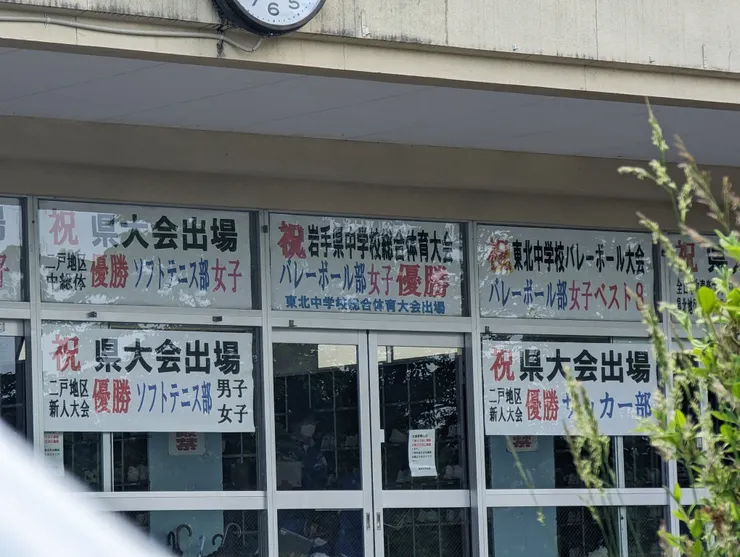 祝 県大会出場
二戸地区
中総体
優勝 ソフトテニス部 女子
祝 岩手県中学校総合体育大会
バレーボール部 女子 優勝
東北中学校総合体育大会出場
祝 東北中学校バレーボール大会
バレーボール部 女子ベスト8
祝 県
祝 県大会出場
二戸地区
新人大会
優勝 ソフトテニス部
男子
女子
祝 県大会出場
二戸地区
新人大会
優勝 サッカー部
子
禁
禁
7 6 5